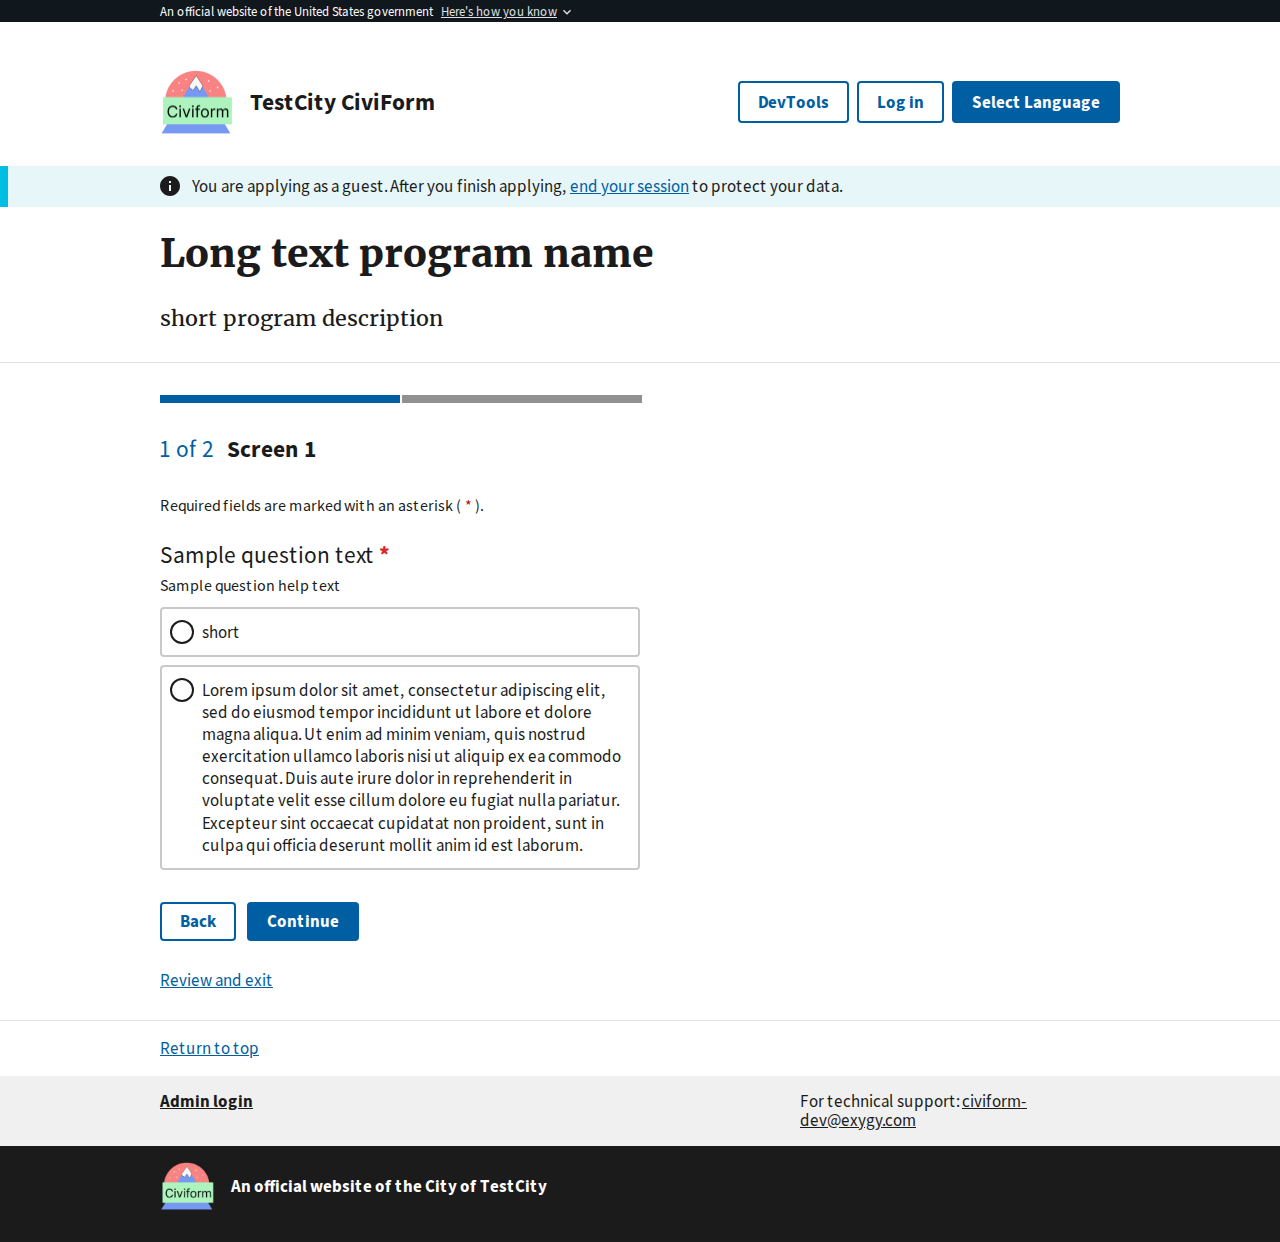 An official website of the United States government Here's how you know
Civiform
TestCity CiviForm
DevTools
Log in
Select Language
You are applying as a guest. After you finish applying, end your session to protect your data.
Long text program name
short program description
1 of 2 Screen 1
Required fields are marked with an asterisk ( * ).
Sample question text *
Sample question help text
short
Lorem ipsum dolor sit amet, consectetur adipiscing elit,
sed do eiusmod tempor incididunt ut labore et dolore
magna aliqua. Ut enim ad minim veniam, quis nostrud
exercitation ullamco laboris nisi ut aliquip ex ea commodo
consequat. Duis aute irure dolor in reprehenderit in
voluptate velit esse cillum dolore eu fugiat nulla pariatur.
Excepteur sint occaecat cupidatat non proident, sunt in
culpa qui officia deserunt mollit anim id est laborum.
Back
Continue
Review and exit
Return to top
Admin login
For technical support: civiform-
dev@exygy.com
Civiform
An official website of the City of TestCity